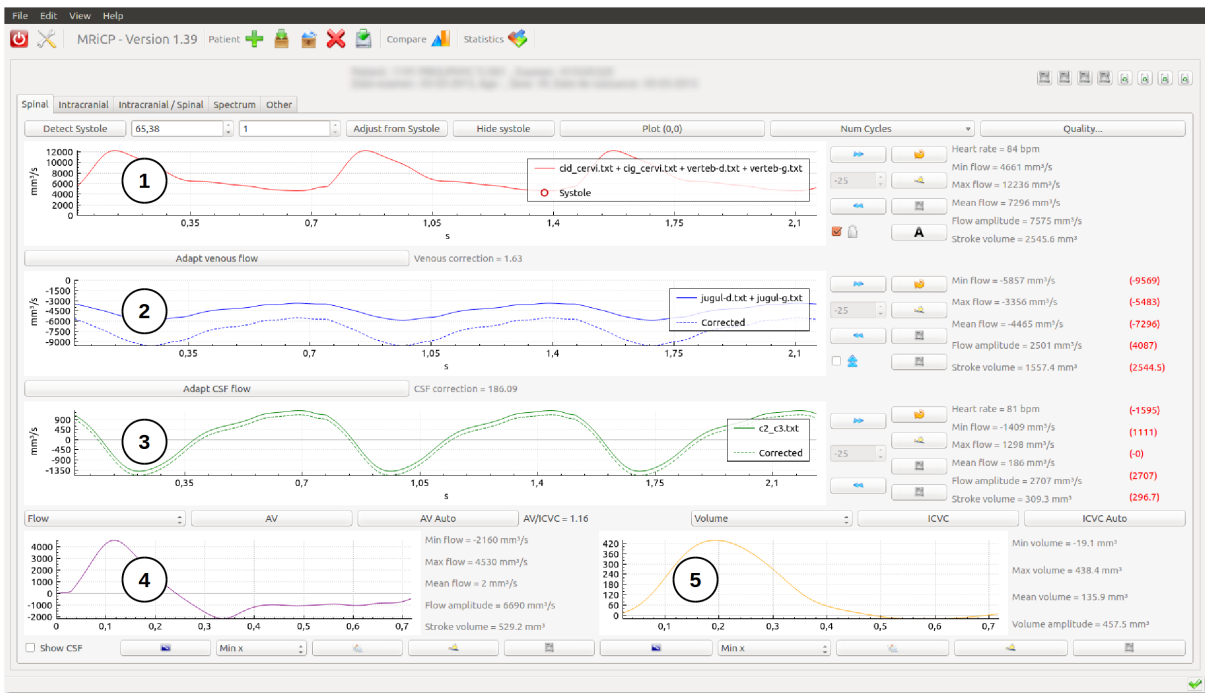 File Edit View Help
MRiCP - Version 1.39 Patient Compare Statistics
Spinal Intracranial Intracranial / Spinal Spectrum Other
Detect Systole 65,38 1 Adjust from Systole Hide systole Plot (0,0) Num Cycles Quality...
12000
10000
8000
6000
4000
2000
0
mm³/s
1
cid_cervi.txt + cig_cervi.txt + verteb-d.txt + verteb-g.txt
Systole
0,35 0,7 1,05 1,4 1,75 2,1
s
-25
A
Heart rate = 84 bpm
Min flow = 4661 mm³/s
Max flow = 12236 mm³/s
Mean flow = 7296 mm³/s
Flow amplitude = 7575 mm³/s
Stroke volume = 2545.6 mm³
Adapt venous flow Venous correction = 1.63
0
-1500
-3000
-4500
-6000
-7500
-9000
mm³/s
2
jugul-d.txt + jugul-g.txt
Corrected
0,35 0,7 1,05 1,4 1,75 2,1
s
-25
Min flow = -5857 mm³/s (-9569)
Max flow = -3356 mm³/s (-5483)
Mean flow = -4465 mm³/s (-7296)
Flow amplitude = 2501 mm³/s (4087)
Stroke volume = 1557.4 mm³ (2544.5)
Adapt CSF flow CSF correction = 186.09
900
450
0
-450
-900
-1350
mm³/s
3
c2_c3.txt
Corrected
0,35 0,7 1,05 1,4 1,75 2,1
s
-25
Heart rate = 81 bpm (-1595)
Min flow = -1409 mm³/s (1111)
Max flow = 1298 mm³/s (-0)
Mean flow = 186 mm³/s (2707)
Flow amplitude = 2707 mm³/s (296.7)
Stroke volume = 309.3 mm³
Flow AV AV Auto AV/ICVC = 1.16 Volume ICVC ICVC Auto
4000
3000
2000
1000
0
-1000
-2000
4
0 0,1 0,2 0,3 0,4 0,5 0,6 0,7
Min flow = -2160 mm³/s
Max flow = 4530 mm³/s
Mean flow = 2 mm³/s
Flow amplitude = 6690 mm³/s
Stroke volume = 529.2 mm³
420
360
300
240
180
120
60
0
5
0,1 0,2 0,3 0,4 0,5 0,6 0,7
Min volume = -19.1 mm³
Max volume = 438.4 mm³
Mean volume = 135.9 mm³
Volume amplitude = 457.5 mm³
Show CSF Min x Min x